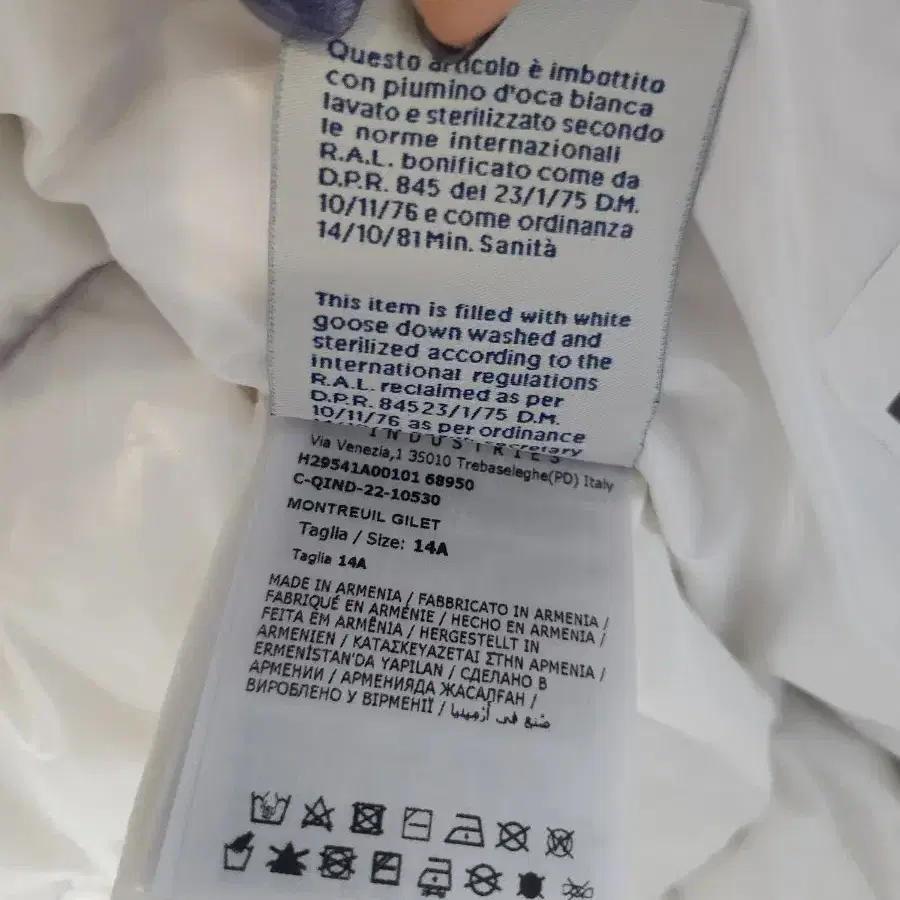 Questo articolo è imbottito
con piumino d'oca bianca
lavato e sterilizzato secondo
le norme internazionali
R.A.L. bonificato come da
D.P.R. 845 del 23/1/75 D.M.
10/11/76 e come ordinanza
14/10/81 Min. Sanità
This item is filled with white
goose down washed and
sterilized according to the
international regulations
R.A.L. reclaimed as per
D.P.R. 84523/1/75 D.M.
10/11/76 as per ordinance
INDUSTRIES
Via Venezia,1 35010 Trebaseleghe(PD) Italy
H29541A00101 68950
C-QIND-22-10530
MONTREUIL GILET
Taglia / Size: 14A
Taglia 14A
MADE IN ARMENIA / FABBRICATO IN ARMENIA /
FABRIQUÉ EN ARMÉNIE / HECHO EN ARMENIA /
FEITA EM ARMÊNIA / HERGESTELLT IN
ARMENIEN / ΚΑΤΑΣΚΕΥΑΖΕΤΑΙ ΣΤΗΝ ΑΡΜΕΝΙΑ /
ERMENİSTAN'DA YAPILAN / СДЕЛАНО В
АРМЕНИИ / АРМЕНИЯДА ЖАСАЛҒАН /
ВИРОБЛЕНО У ВІРМЕНІЇ / صُنع في أرمينيا